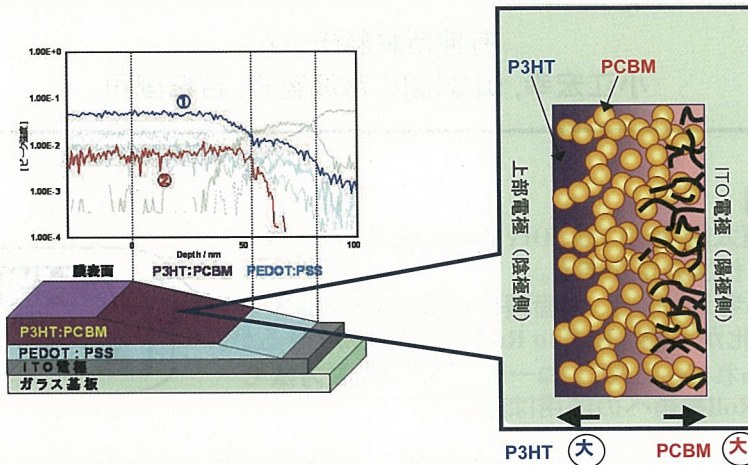 1.00E+0
1.00E-1
1.00E-2
1.00E-3
1.00E-4
①
②
0
50
100
Depth / nm
膜表面
P3HT:PCBM
PEDOT:PSS
P3HT:PCBM
PEDOT：PSS
ITO電極
ガラス基板
P3HT
PCBM
上部電極（陰極側）
ITO電極（陽極側）
P3HT 大
PCBM 大